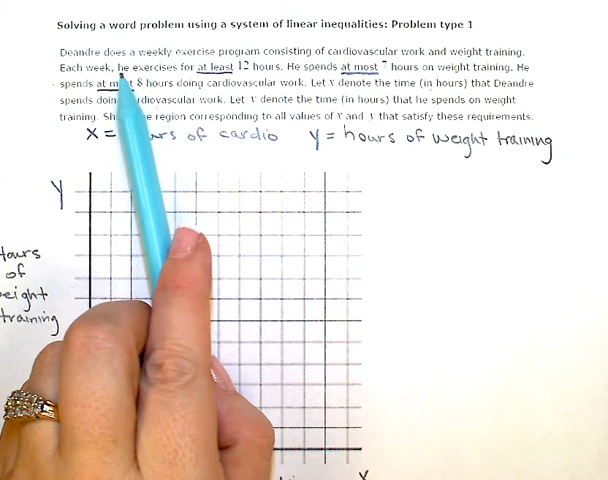 Solving a word problem using a system of linear inequalities: Problem type 1
Deandre does a weekly exercise program consisting of cardiovascular work and weight training.
Each week, he exercises for at least 12 hours. He spends at most 7 hours on weight training. He
spends at most 8 hours doing cardiovascular work. Let x denote the time (in hours) that Deandre
spends doing cardiovascular work. Let y denote the time (in hours) that he spends on weight
training. region corresponding to all values of x and y that satisfy these requirements.
X = of cardio Y = hours of weight training
Y
Hours
of
weight
training
X